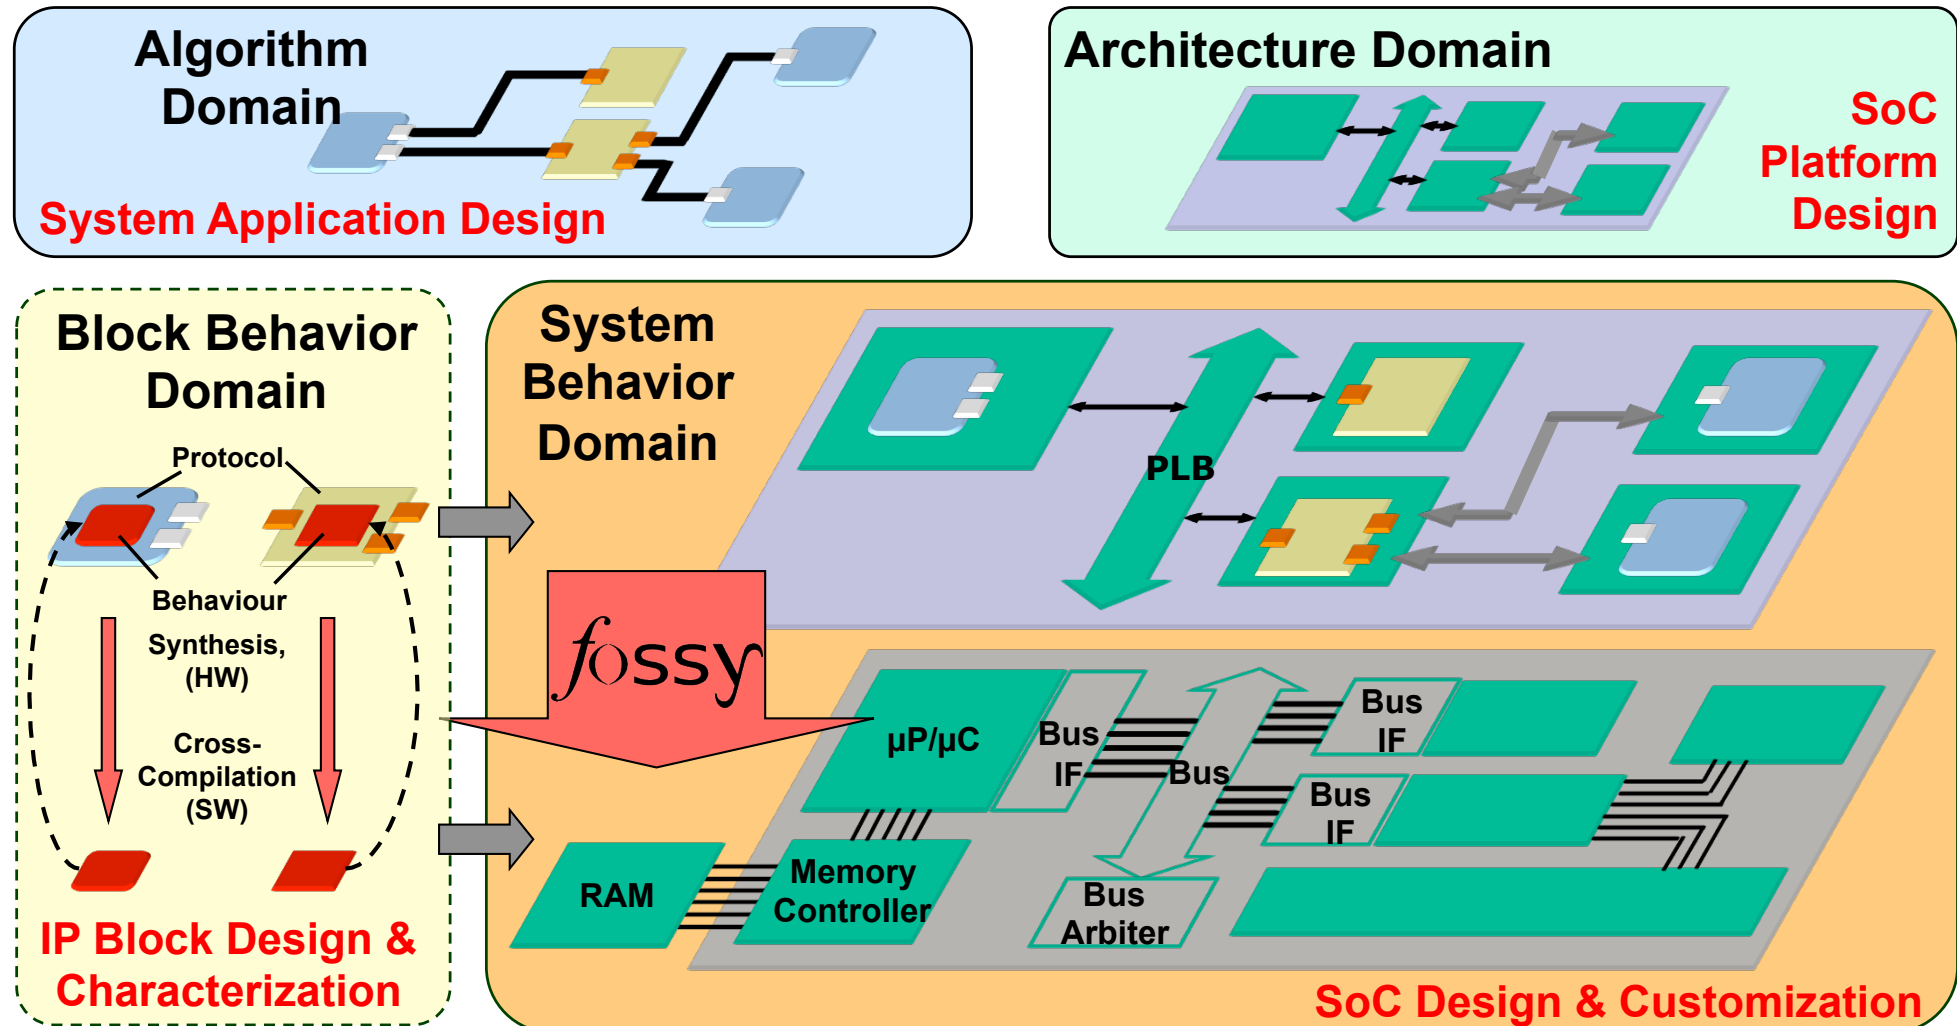 Algorithm
Domain
System Application Design
Architecture Domain
SoC
Platform
Design
Block Behavior
Domain
Protocol
Behaviour
Synthesis,
(HW)
Cross-
Compilation
(SW)
IP Block Design &
Characterization
System
Behavior
Domain
PLB
fossy
µP/µC
Bus
IF
Bus
Bus
IF
Bus
IF
RAM
Memory
Controller
Bus
Arbiter
SoC Design & Customization